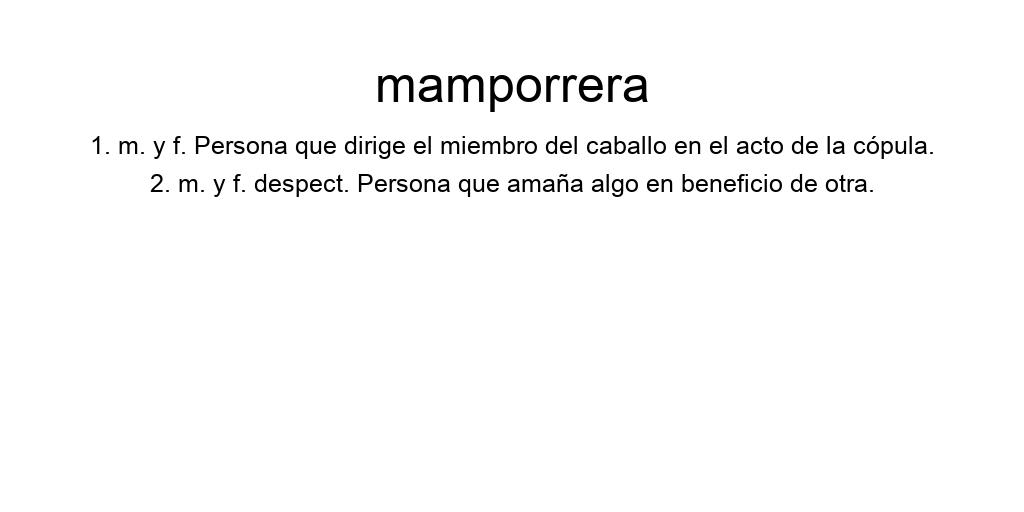 mamporrera
1. m. y f. Persona que dirige el miembro del caballo en el acto de la cópula.
2. m. y f. despect. Persona que amaña algo en beneficio de otra.